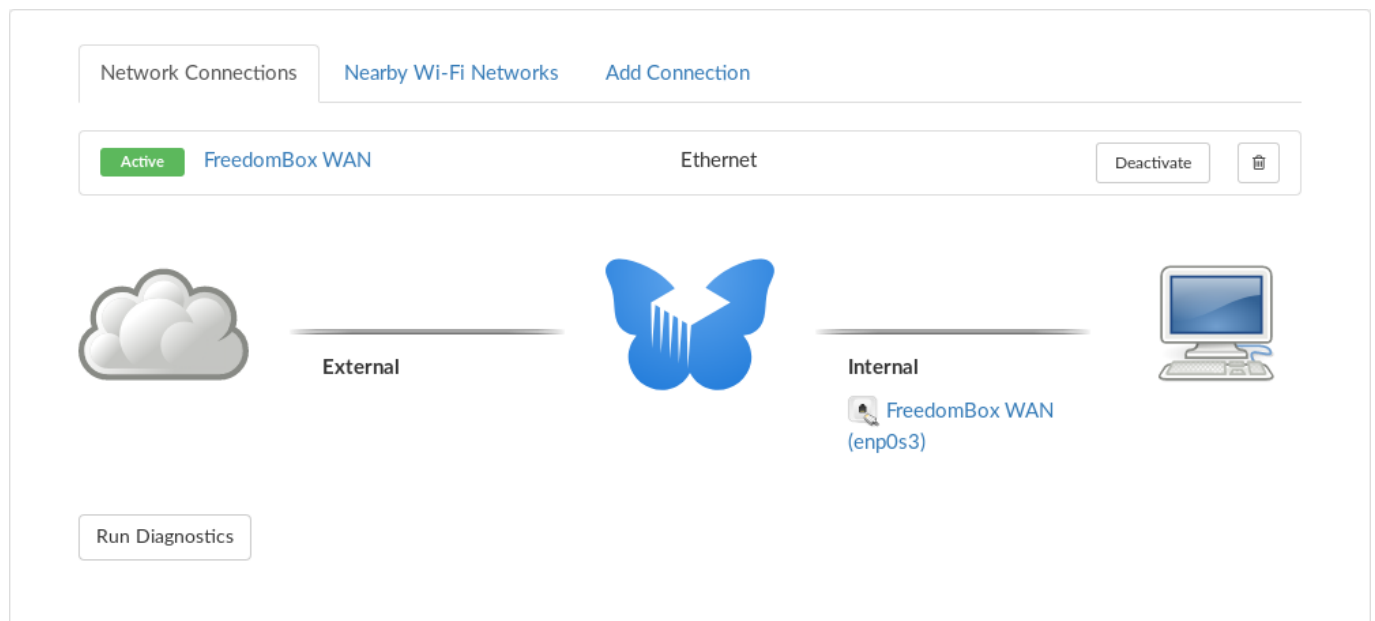 Network Connections Nearby Wi-Fi Networks Add Connection
Active FreedomBox WAN Ethernet Deactivate
External
Internal
FreedomBox WAN
(enp0s3)
Run Diagnostics